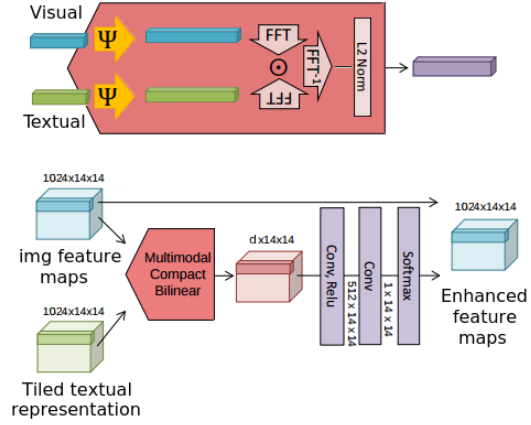 Visual
Ψ
FFT
FFT⁻¹
L2 Norm
Ψ
FFT
Textual
1024x14x14
img feature
maps
1024x14x14
Tiled textual
representation
Multimodal
Compact
Bilinear
d x14x14
Conv, Relu
512 x 14 x 14
Conv
1 x 14 x 14
Softmax
1024x14x14
Enhanced
feature
maps